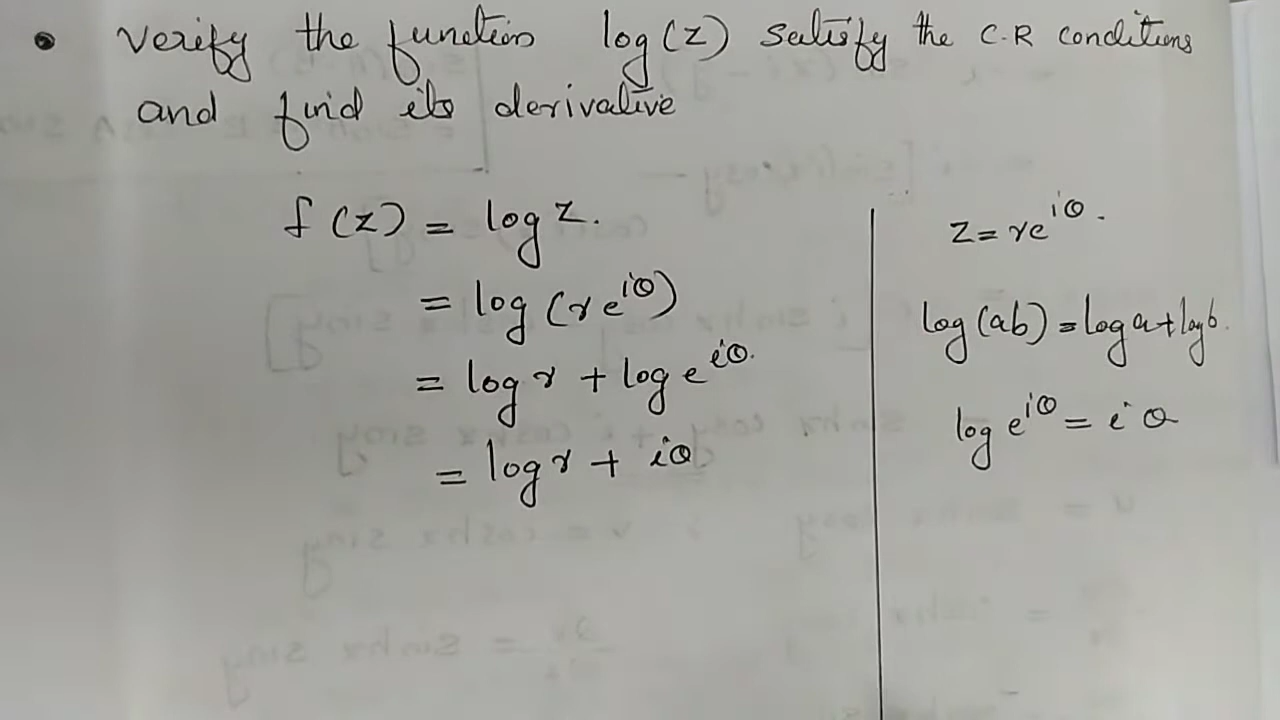 • verify the function log(z) satisfy the C.R conditions
and find its derivative
f(z) = log z.
= log(re^{iθ})
= log r + log e^{iθ}.
= log r + iθ
z = re^{iθ}.
log(ab) = log a + log b.
log e^{iθ} = iθ